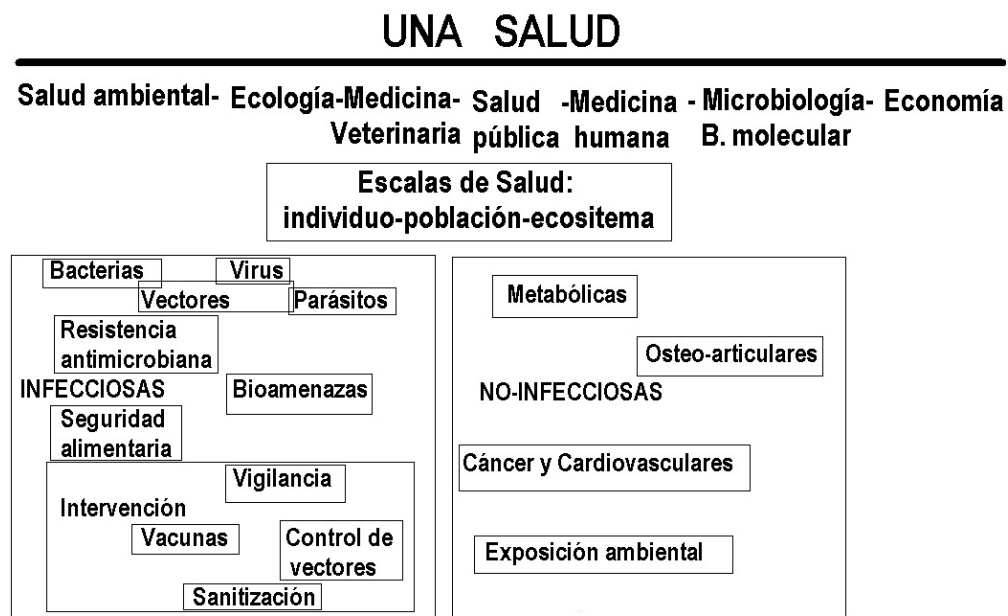 UNA SALUD
Salud ambiental- Ecología-Medicina- Salud -Medicina - Microbiología- Economía
Veterinaria pública humana B. molecular
Escalas de Salud:
individuo-población-ecositema
Bacterias Virus
Vectores Parásitos
Resistencia
antimicrobiana
INFECCIOSAS Bioamenazas
Seguridad
alimentaria
Vigilancia
Intervención
Vacunas Control de
vectores
Sanitización
Metabólicas
Osteo-articulares
NO-INFECCIOSAS
Cáncer y Cardiovasculares
Exposición ambiental